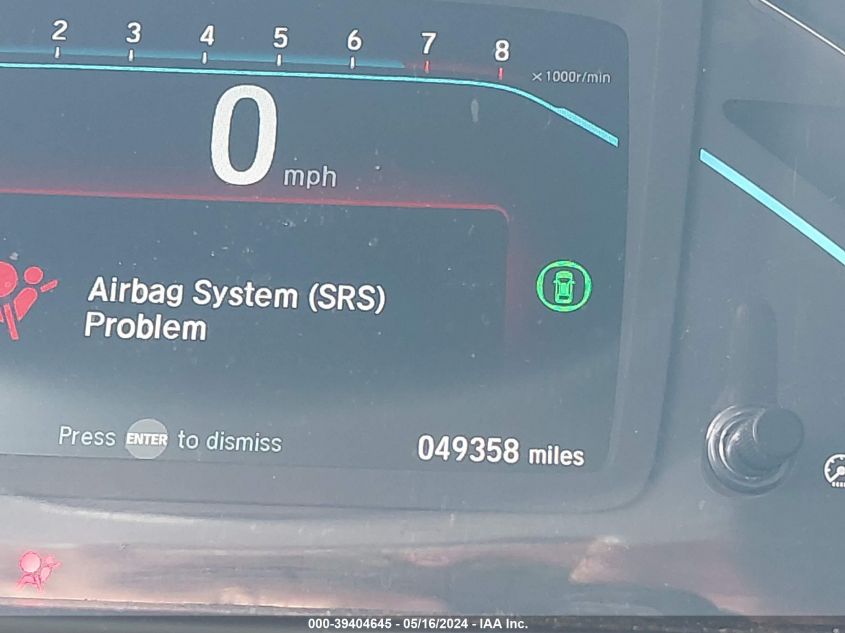 2 3 4 5 6 7 8
×1000r/min
0 mph
Airbag System (SRS)
Problem
Press ENTER to dismiss
049358 miles
000-39404645 - 05/16/2024 - IAA Inc.